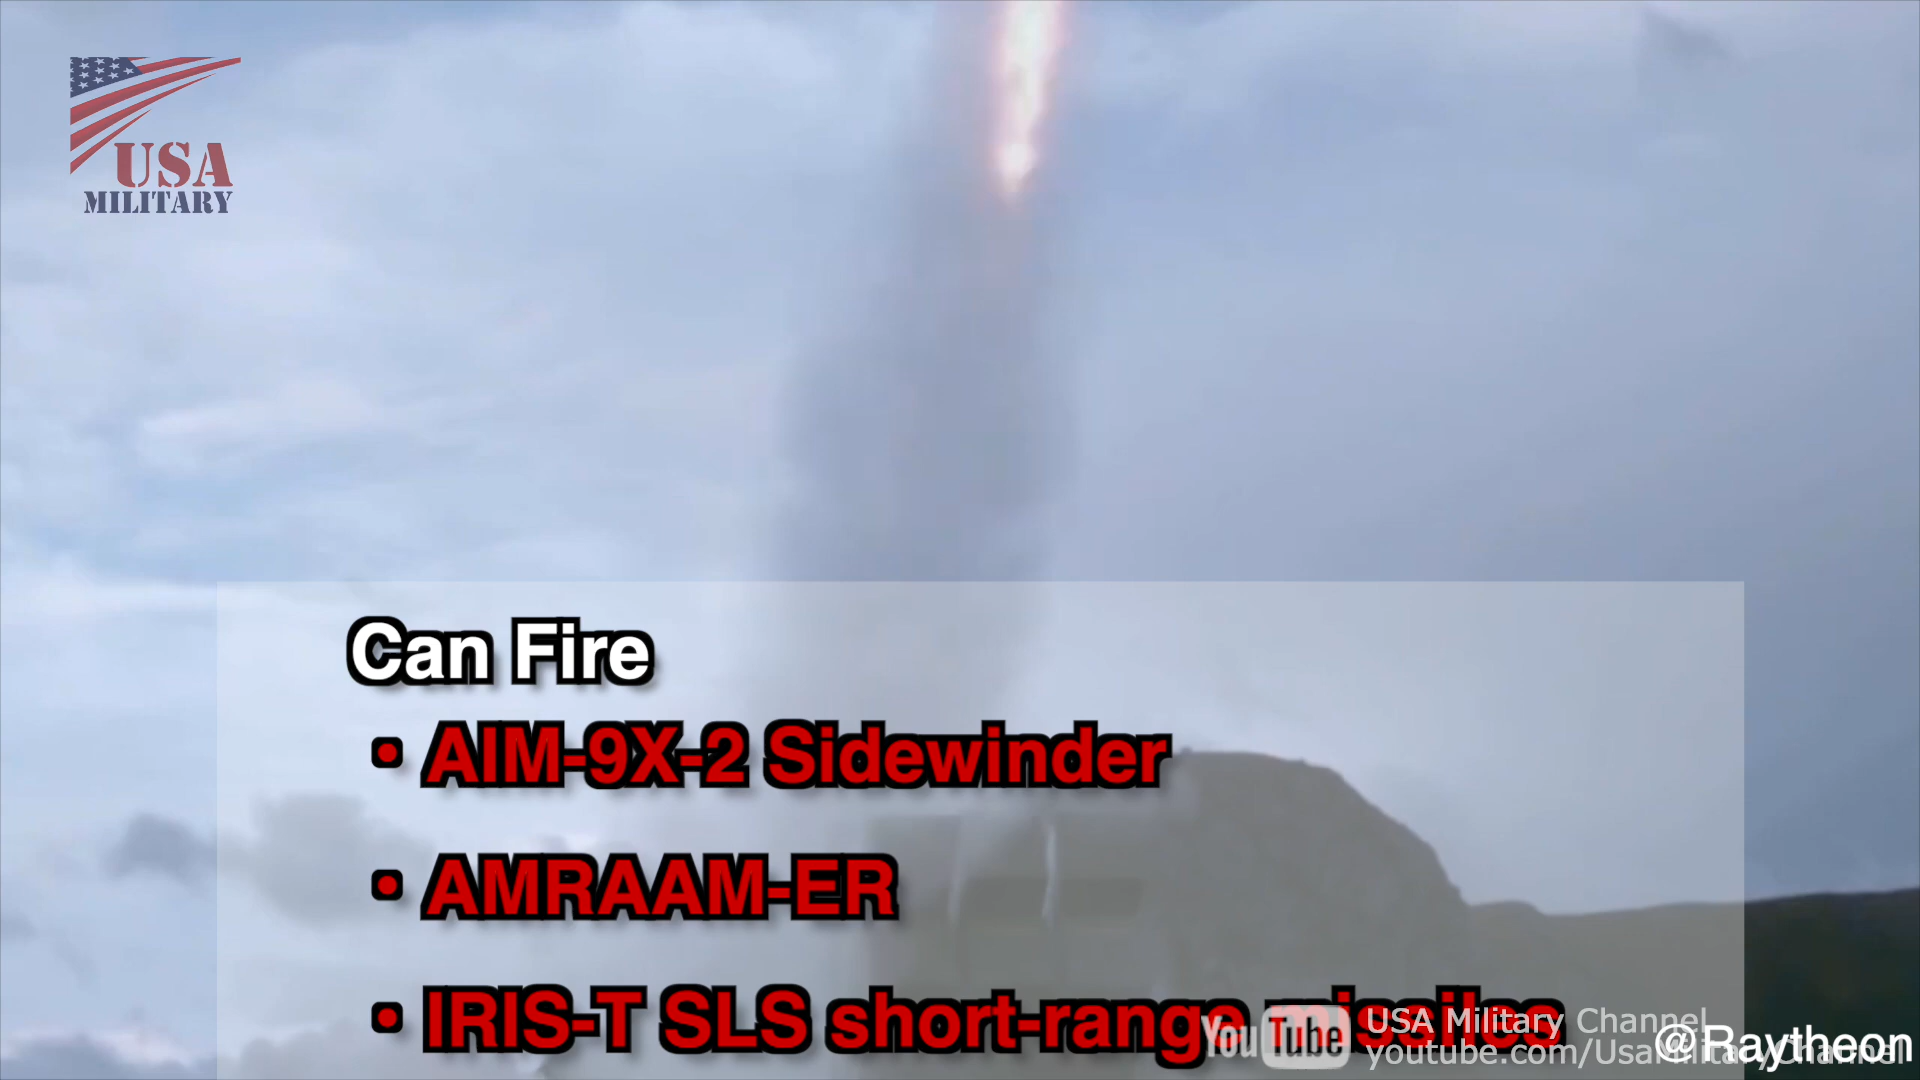 USA
MILITARY
Can Fire
• AIM-9X-2 Sidewinder
• AMRAAM-ER
• IRIS-T SLS short-range missiles
YouTube
USA Military Channel
youtube.com/UsaMilitaryChannel
@Raytheon